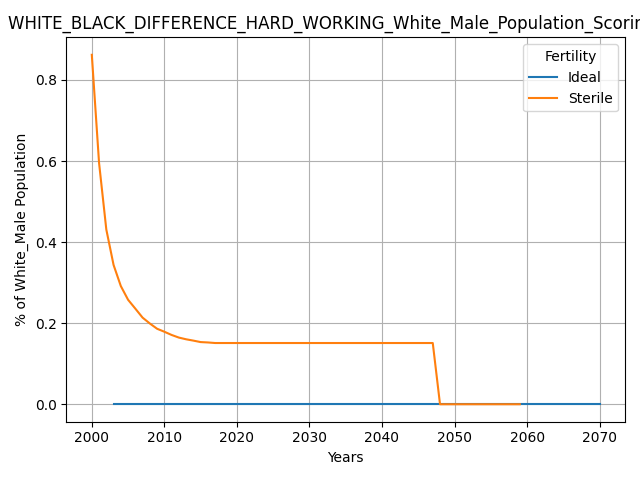 WHITE_BLACK_DIFFERENCE_HARD_WORKING_White_Male_Population_Scorin
Fertility
Ideal
Sterile
% of White_Male Population
0.8
0.6
0.4
0.2
0.0
2000 2010 2020 2030 2040 2050 2060 2070
Years